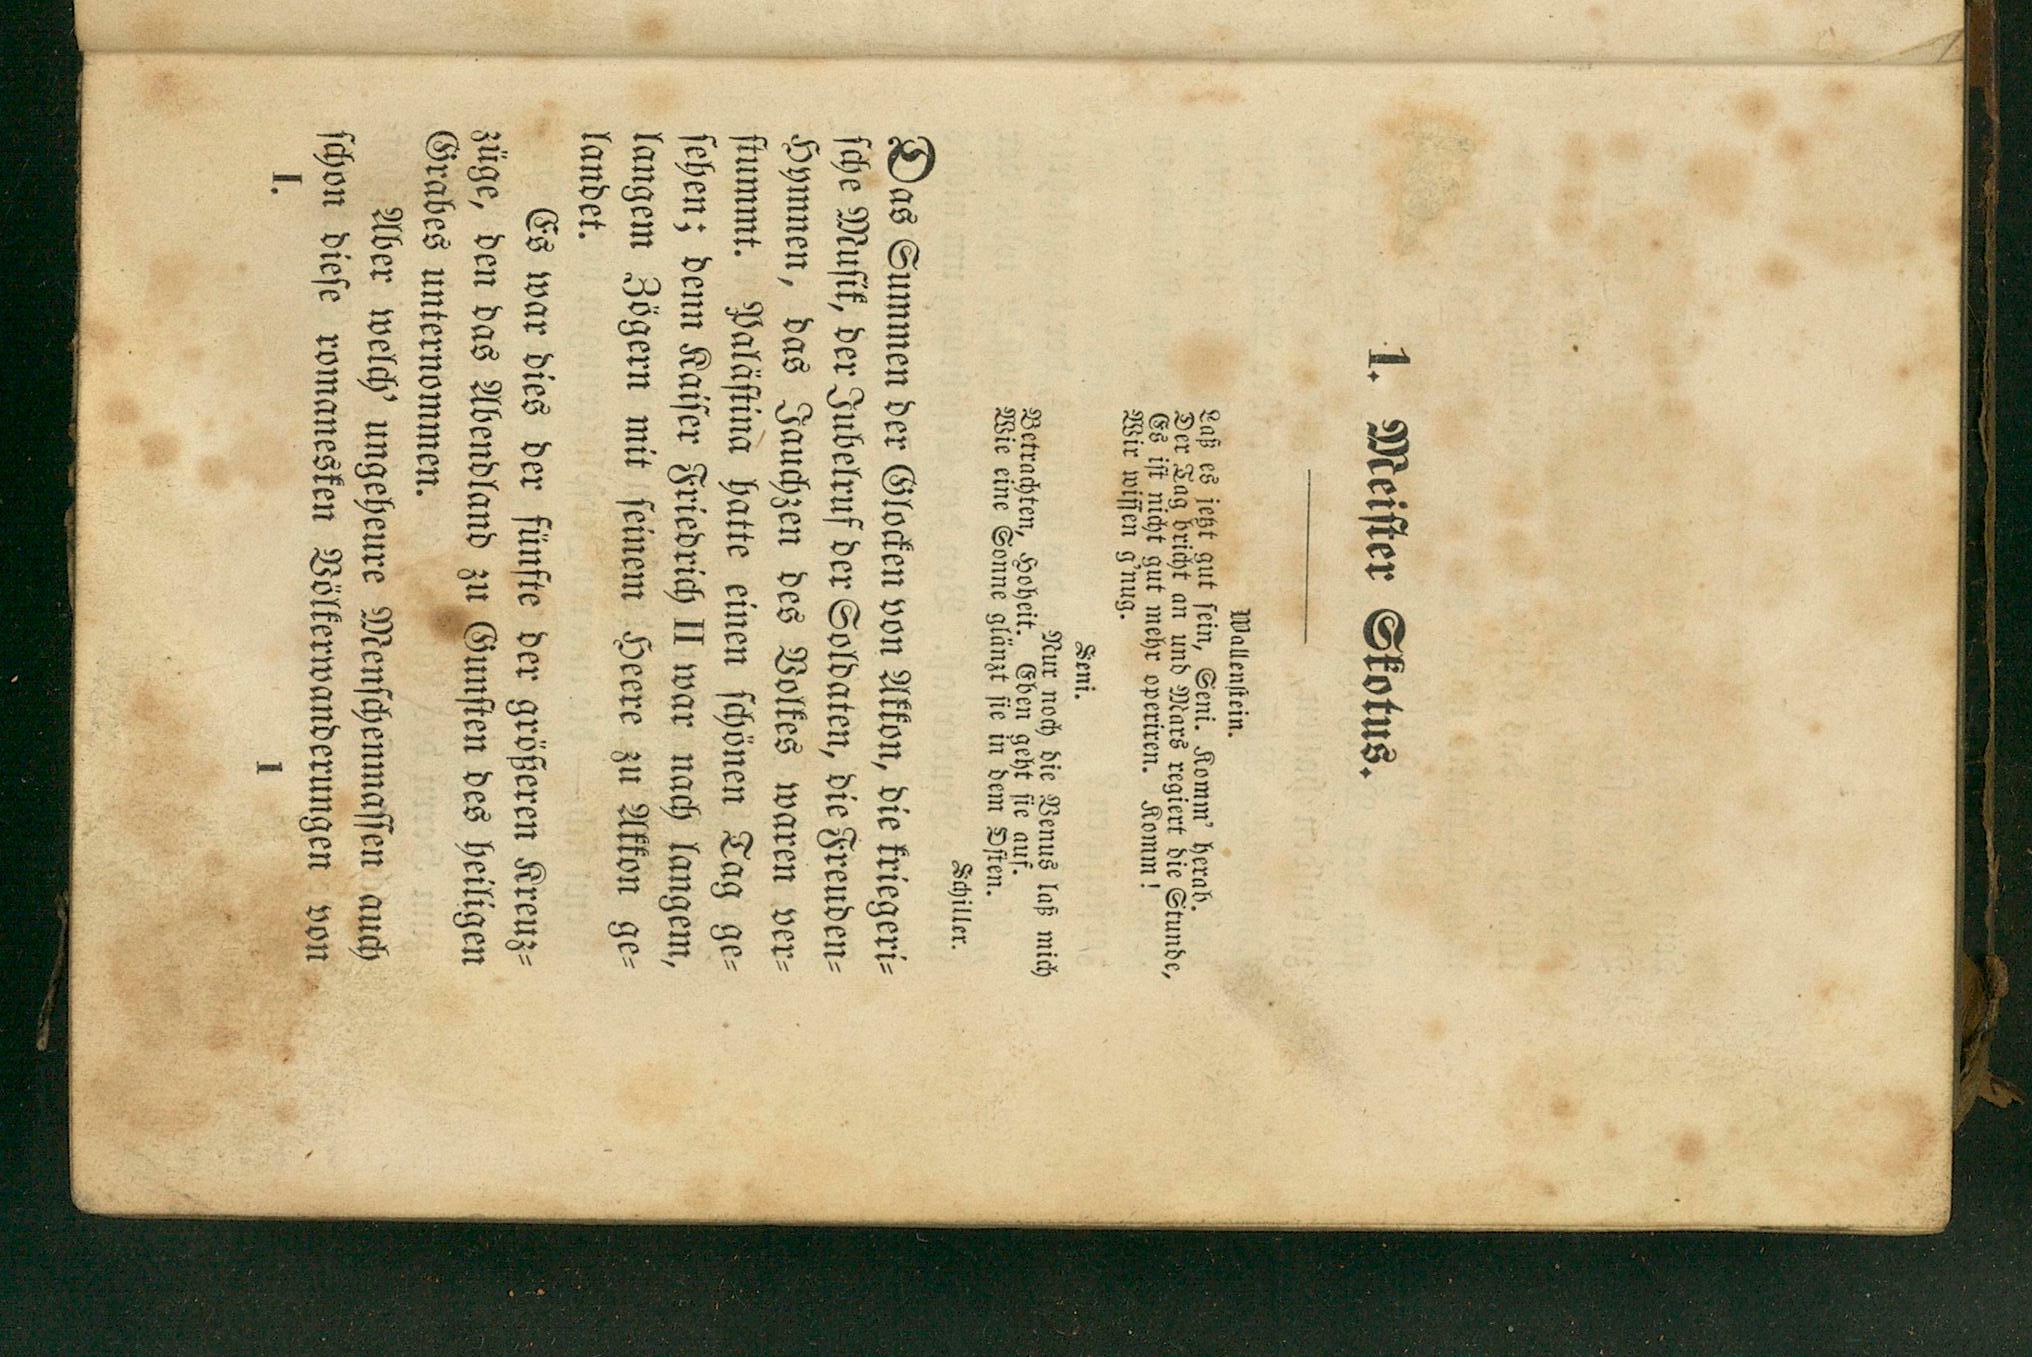 1. Meiſter Skotus.
Wallenſtein.
Laß es jetzt gut ſein, Seni. Komm' herab.
Der Tag bricht an und Mars regiert die Stunde,
Es iſt nicht gut mehr operiren. Komm!
Wir wiſſen g'nug.
Seni.
Nur noch die Venus laß mich
Betrachten, Hoheit. Eben geht ſie auf.
Wie eine Sonne glänzt ſie in dem Oſten.
Schiller.
Das Summen der Glocken von Akkon, die kriegeri=
ſche Muſik, der Jubelruf der Soldaten, die Freuden=
Hymnen, das Jauchzen des Volkes waren ver=
ſtummt. Paläſtina hatte einen ſchönen Tag ge=
ſehen; denn Kaiſer Friedrich II war nach langem,
langem Zögern mit ſeinem Heere zu Akkon ge=
landet.
Es war dies der fünfte der größeren Kreuz=
züge, den das Abendland zu Gunſten des heiligen
Grabes unternommen.
Aber welch' ungeheure Menſchenmaſſen auch
ſchon dieſe romanesken Völkerwanderungen von
I. 1